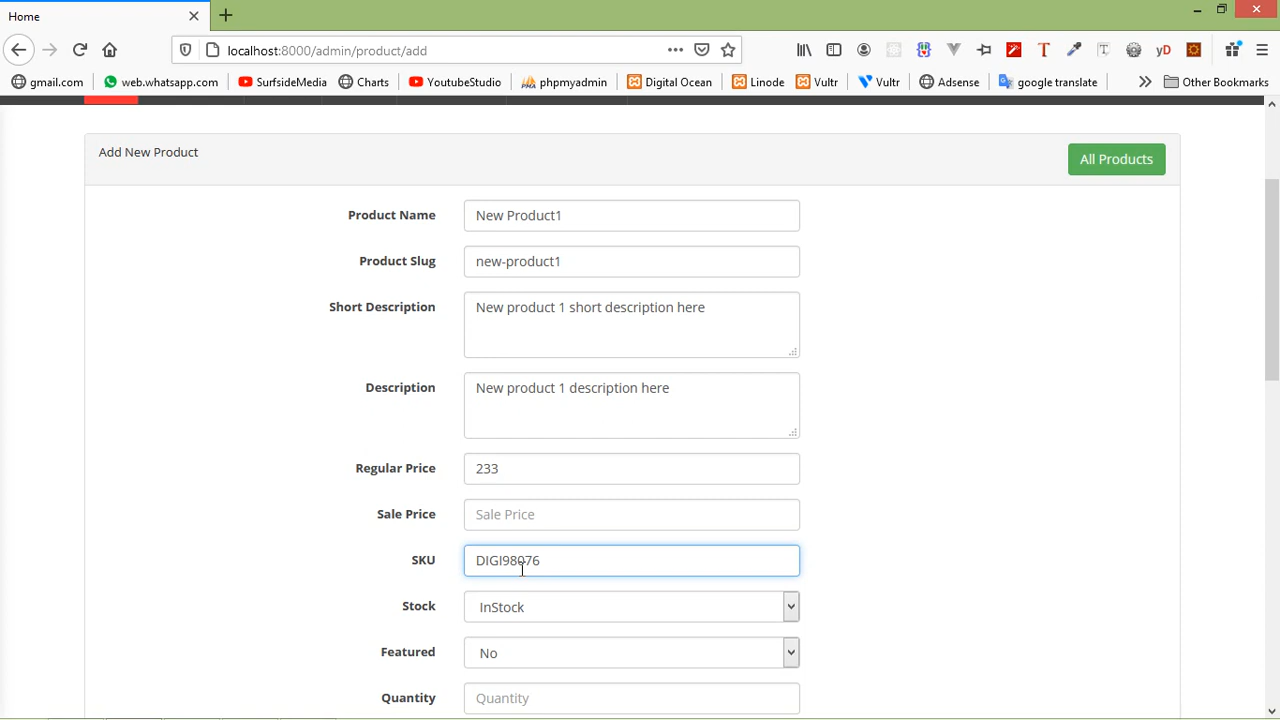 Home
localhost:8000/admin/product/add
gmail.com web.whatsapp.com SurfsideMedia Charts YoutubeStudio phpmyadmin Digital Ocean Linode Vultr Vultr Adsense google translate Other Bookmarks
Add New Product All Products
Product Name New Product1
Product Slug new-product1
Short Description New product 1 short description here
Description New product 1 description here
Regular Price 233
Sale Price Sale Price
SKU DIGI98076
Stock InStock
Featured No
Quantity Quantity